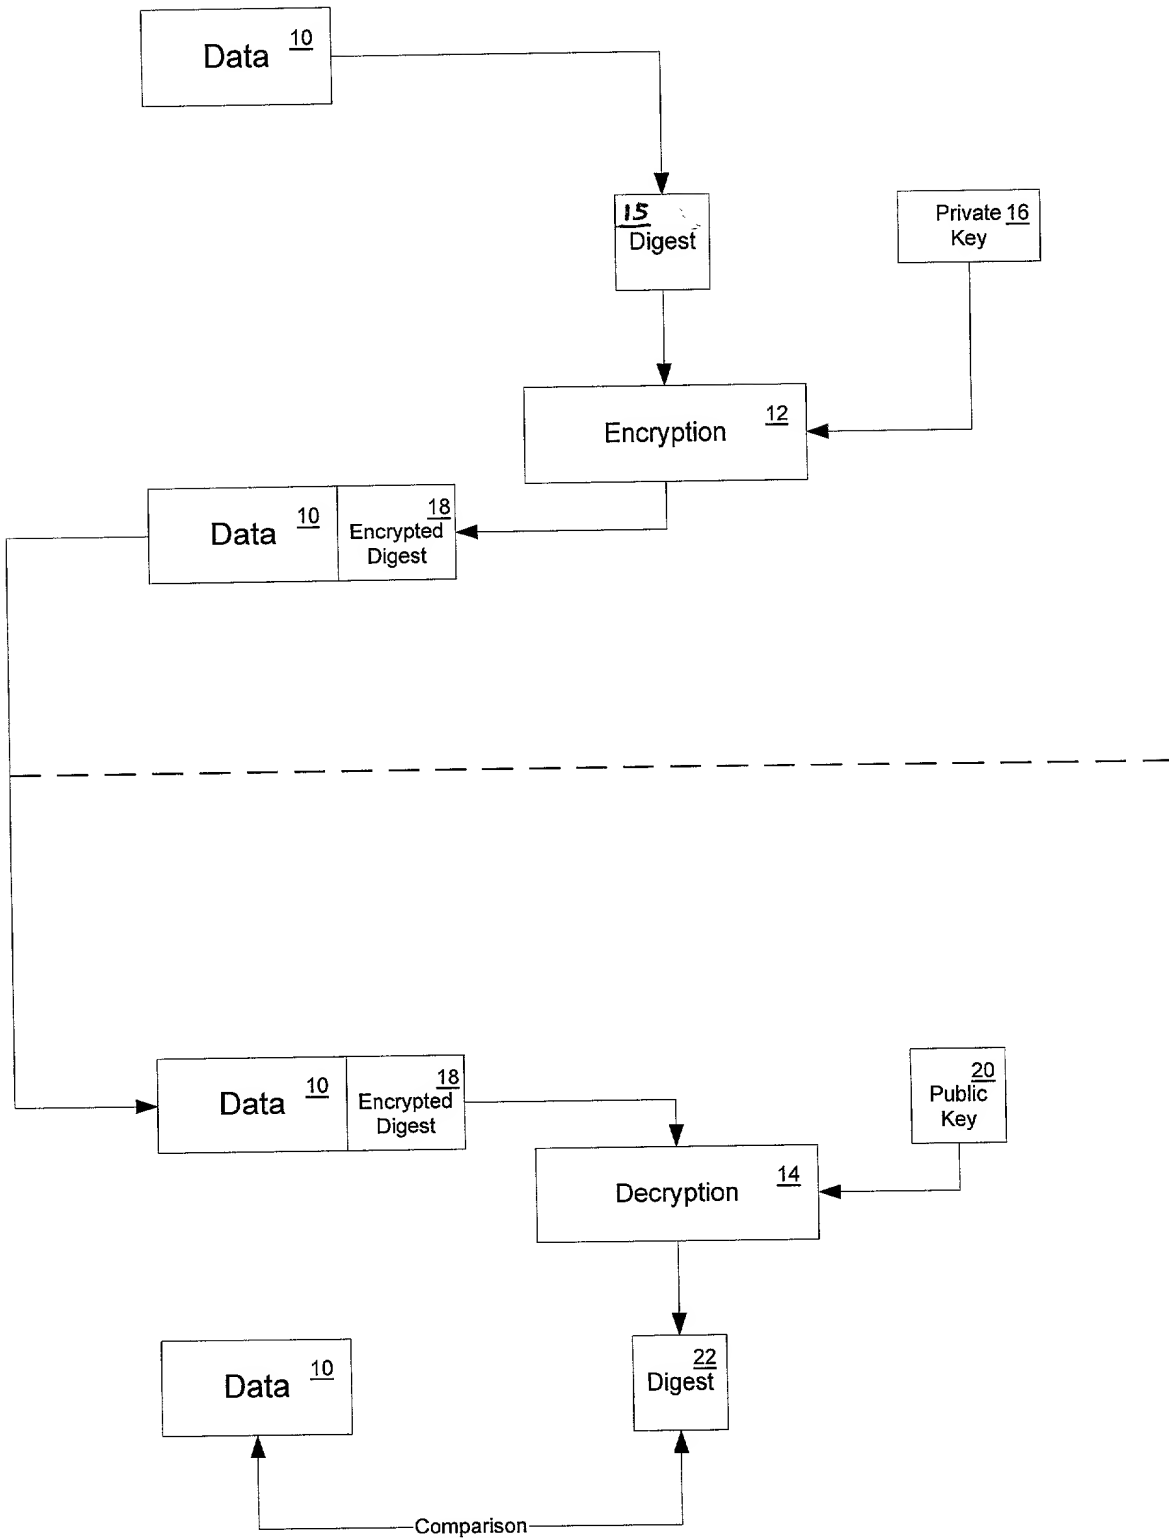 Data 10
15
Digest
Private 16
Key
Encryption 12
Data 10
18
Encrypted
Digest
Data 10
18
Encrypted
Digest
20
Public
Key
Decryption 14
Data 10
22
Digest
Comparison